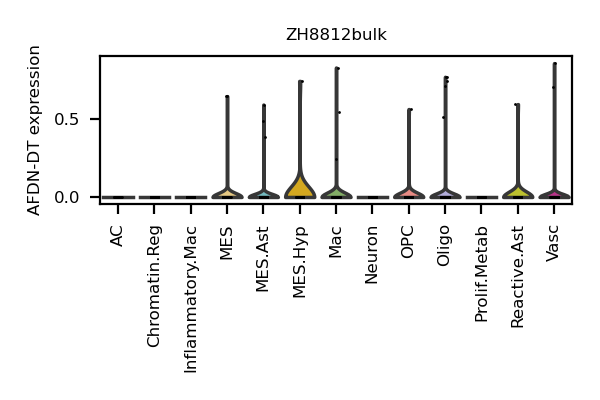 ZH8812bulk
AFDN-DT expression
0.5
0.0
AC
Chromatin.Reg
Inflammatory.Mac
MES
MES.Ast
MES.Hyp
Mac
Neuron
OPC
Oligo
Prolif.Metab
Reactive.Ast
Vasc